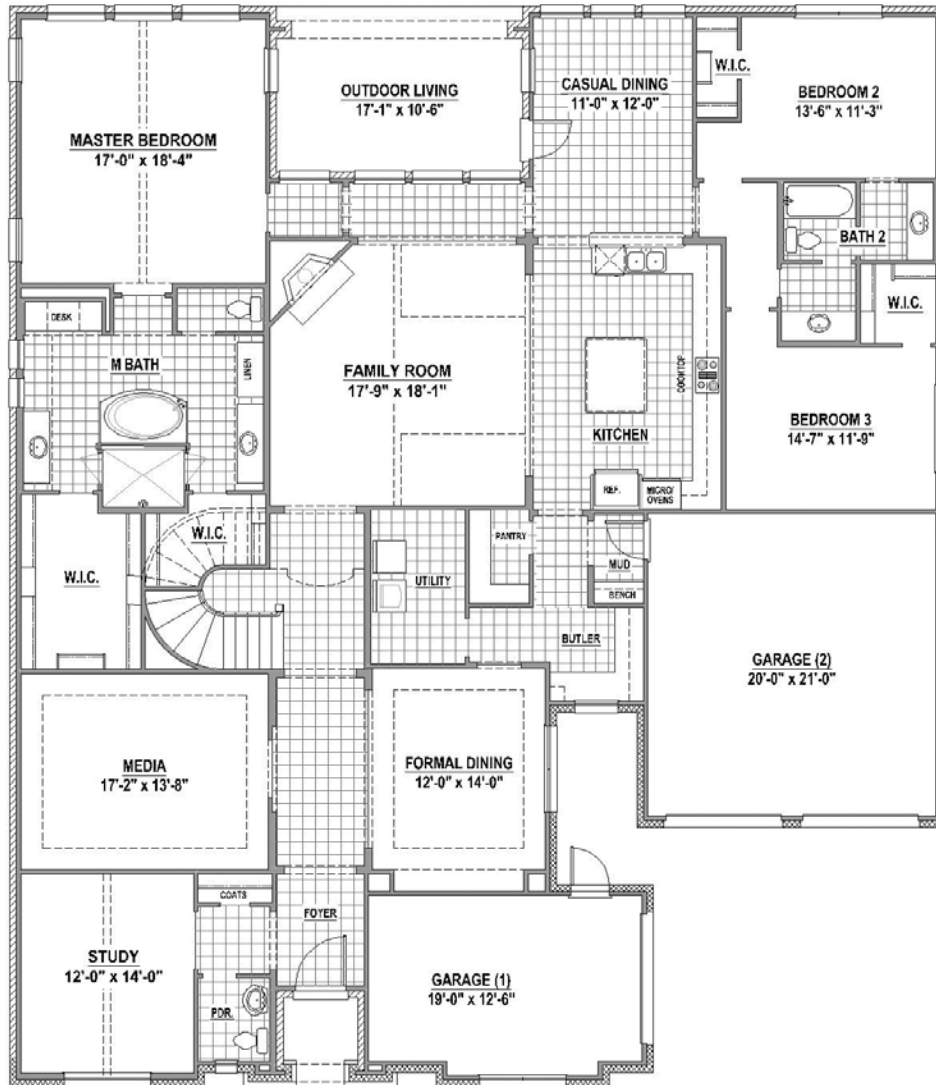 OUTDOOR LIVING
17'-1" x 10'-6"
CASUAL DINING
11'-0" x 12'-0"
W.I.C.
BEDROOM 2
13'-6" x 11'-3"
MASTER BEDROOM
17'-0" x 18'-4"
BATH 2
W.I.C.
DESK
M BATH
LINEN
FAMILY ROOM
17'-9" x 18'-1"
COOKTOP
KITCHEN
BEDROOM 3
14'-7" x 11'-9"
REF.
MICRO/
OVENS
W.I.C.
PANTRY
W.I.C.
UTILITY
MUD
BENCH
BUTLER
GARAGE (2)
20'-0" x 21'-0"
MEDIA
17'-2" x 13'-8"
FORMAL DINING
12'-0" x 14'-0"
COATS
FOYER
STUDY
12'-0" x 14'-0"
GARAGE (1)
19'-0" x 12'-6"
PDR.